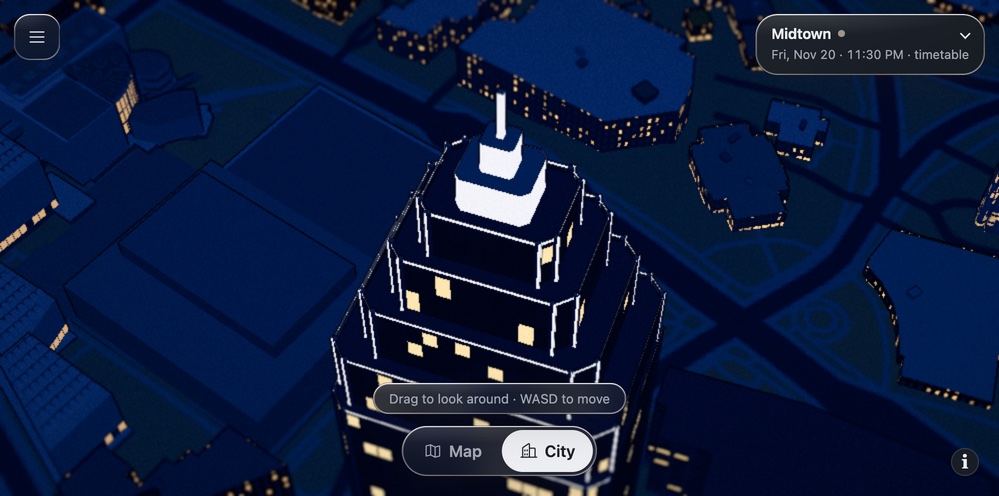 Midtown
Fri, Nov 20 · 11:30 PM · timetable
Drag to look around · WASD to move
Map
City
i